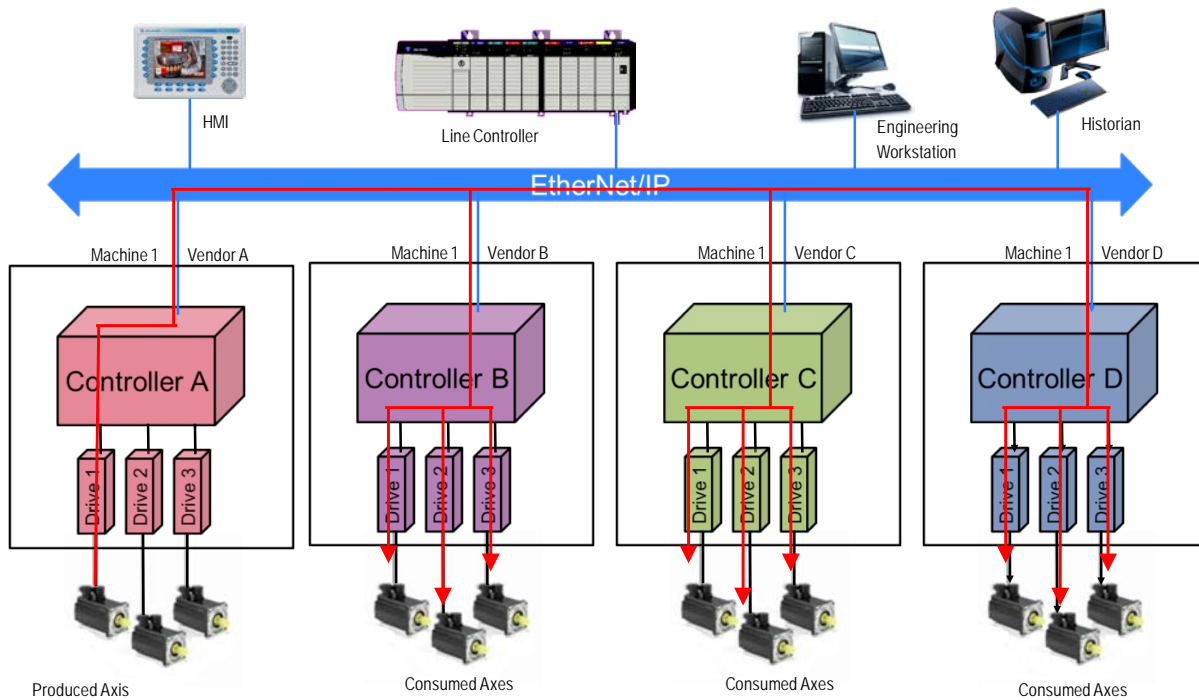 HMI
Line Controller
Engineering
Workstation
Historian
EtherNet/IP
Machine 1
Vendor A
Machine 1
Vendor B
Machine 1
Vendor C
Machine 1
Vendor D
Controller A
Controller B
Controller C
Controller D
Drive 1
Drive 2
Drive 3
Drive 1
Drive 2
Drive 3
Drive 1
Drive 2
Drive 3
Drive 1
Drive 2
Drive 3
Produced Axis
Consumed Axes
Consumed Axes
Consumed Axes